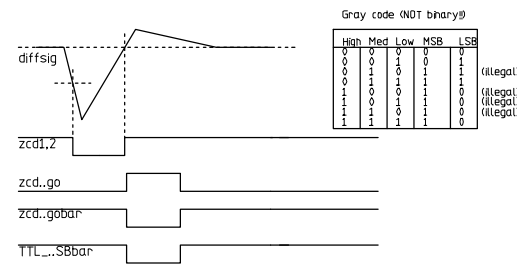 Gray code (NOT binary!!)
High Med Low MSB LSB
0 0 0 0 0
0 0 1 0 1
0 1 0 1 1 (illegal)
0 1 1 1 1
1 0 0 1 0 (illegal)
1 0 1 1 0 (illegal)
1 1 0 1 0 (illegal)
1 1 1 1 0
diffsig
zcd1,2
zcd..go
zcd..gobar
TTL_..SBbar